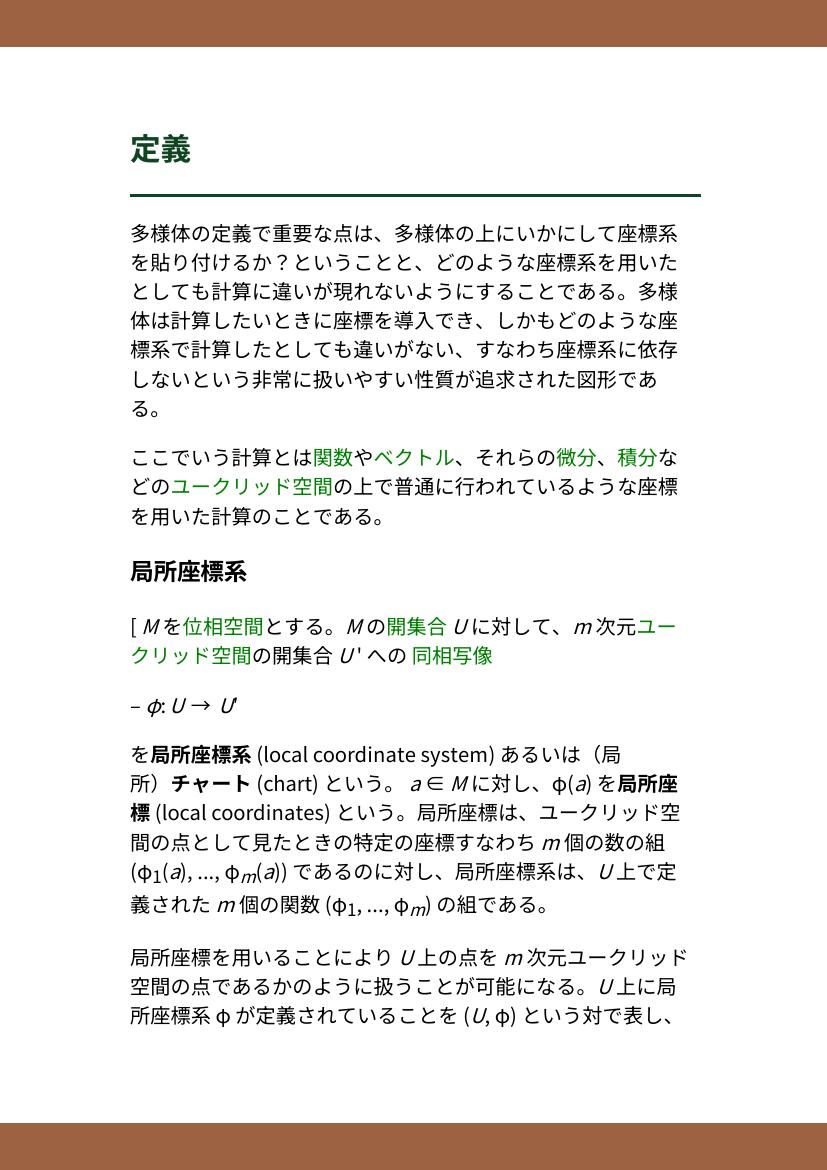 定義
多様体の定義で重要な点は、多様体の上にいかにして座標系
を貼り付けるか？ということと、どのような座標系を用いた
としても計算に違いが現れないようにすることである。多様
体は計算したいときに座標を導入でき、しかもどのような座
標系で計算したとしても違いがない、すなわち座標系に依存
しないという非常に扱いやすい性質が追求された図形であ
る。
ここでいう計算とは関数やベクトル、それらの微分、積分な
どのユークリッド空間の上で普通に行われているような座標
を用いた計算のことである。
局所座標系
[ Mを位相空間とする。Mの開集合 Uに対して、m次元ユー
クリッド空間の開集合 U' への 同相写像
– φ: U → U′
を局所座標系 (local coordinate system) あるいは（局
所）チャート (chart) という。 a ∈ Mに対し、φ(a) を局所座
標 (local coordinates) という。局所座標は、ユークリッド空
間の点として見たときの特定の座標すなわち m個の数の組
(φ1(a), ..., φm(a)) であるのに対し、局所座標系は、U上で定
義された m個の関数 (φ1, ..., φm) の組である。
局所座標を用いることにより U上の点を m次元ユークリッド
空間の点であるかのように扱うことが可能になる。U上に局
所座標系 φ が定義されていることを (U, φ) という対で表し、